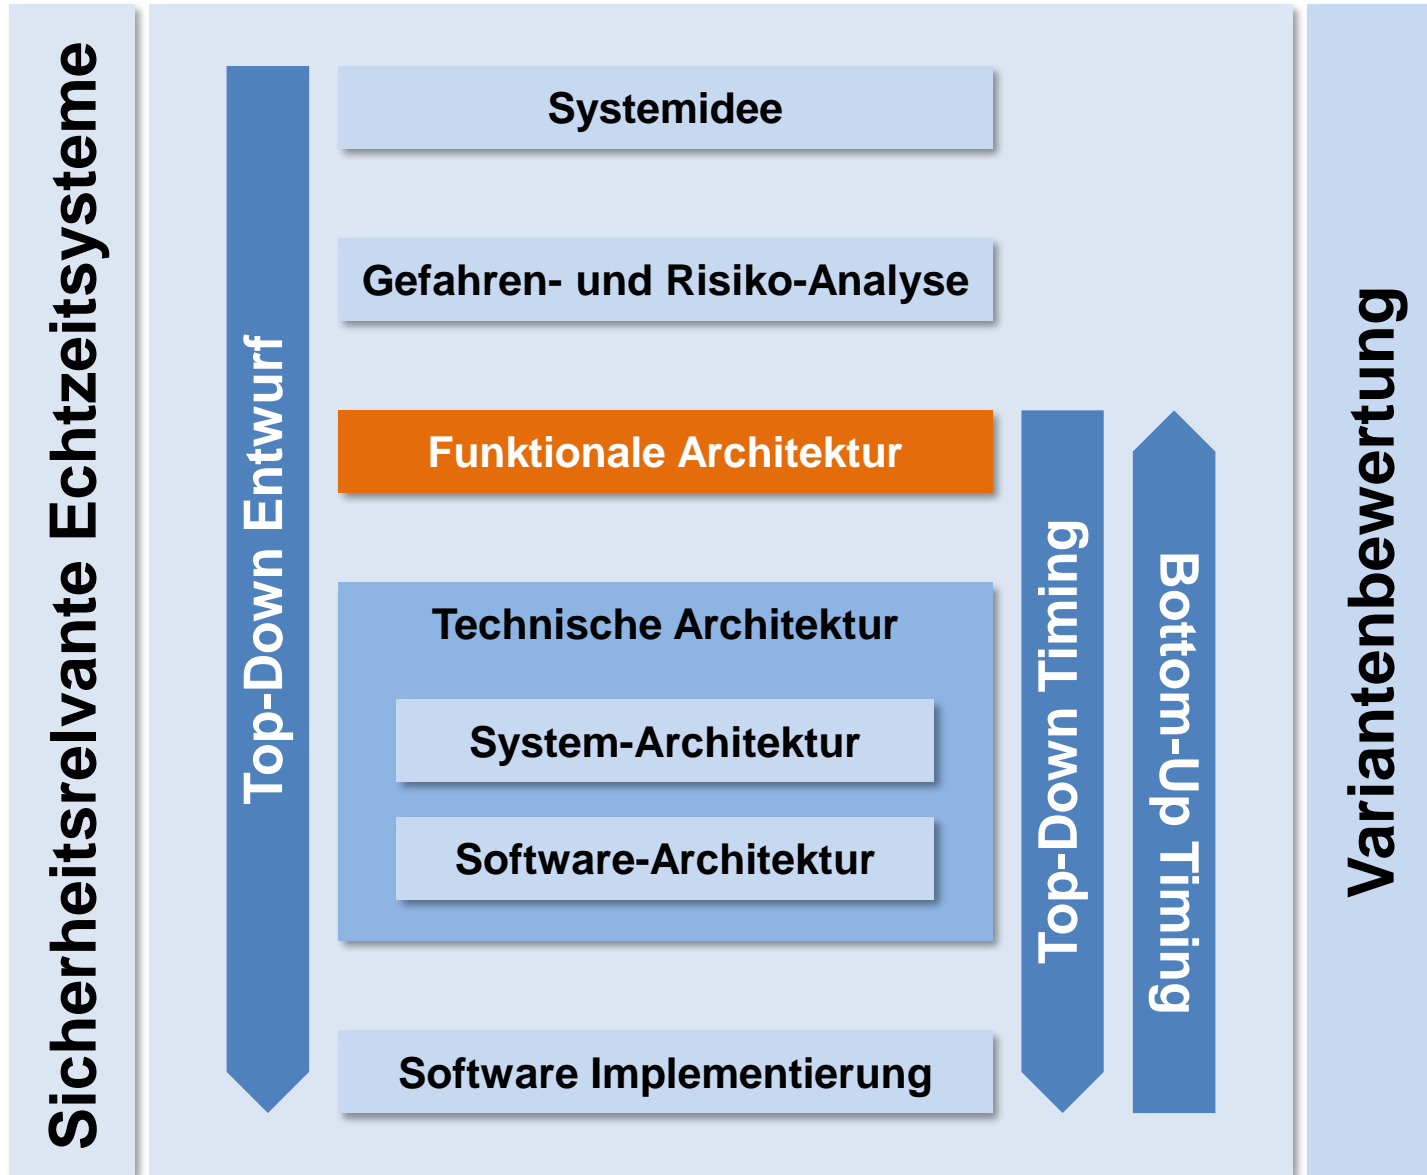 Sicherheitsrelvante Echtzeitsysteme
Top-Down Entwurf
Systemidee
Gefahren- und Risiko-Analyse
Funktionale Architektur
Technische Architektur
System-Architektur
Software-Architektur
Software Implementierung
Top-Down Timing
Bottom-Up Timing
Variantenbewertung